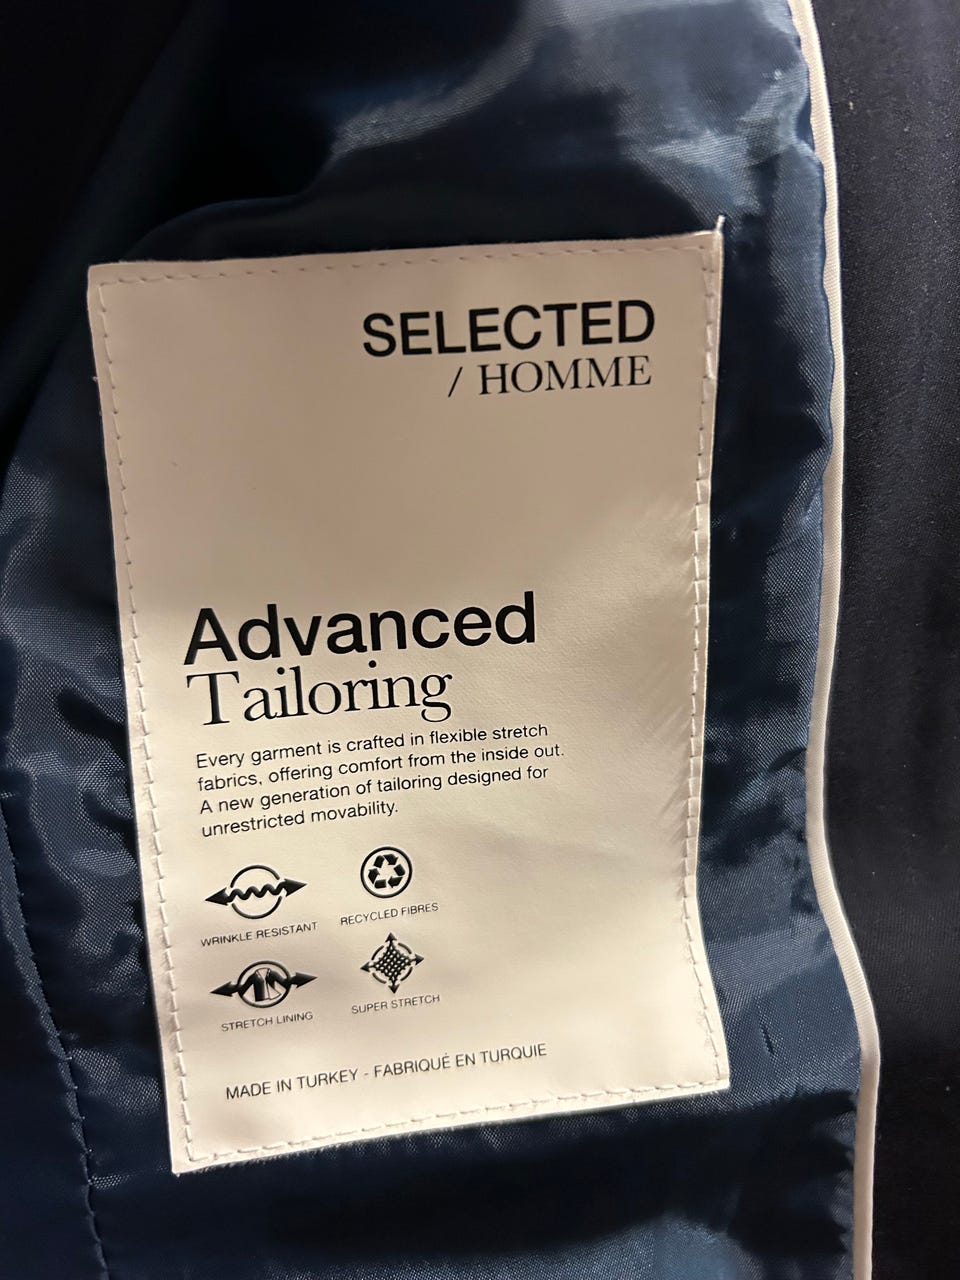 SELECTED
/ HOMME
Advanced
Tailoring
Every garment is crafted in flexible stretch
fabrics, offering comfort from the inside out.
A new generation of tailoring designed for
unrestricted movability.
WRINKLE RESISTANT
RECYCLED FIBRES
STRETCH LINING
SUPER STRETCH
MADE IN TURKEY - FABRIQUÉ EN TURQUIE